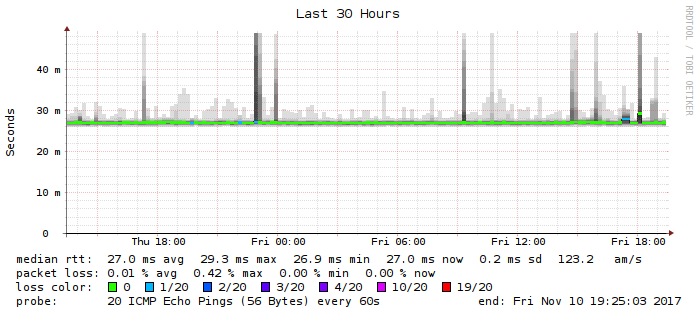 Last 30 Hours
RRDTOOL / TOBI OETIKER
Seconds
40 m
30 m
20 m
10 m
0
Thu 18:00 Fri 00:00 Fri 06:00 Fri 12:00 Fri 18:00
median rtt: 27.0 ms avg 29.3 ms max 26.9 ms min 27.0 ms now 0.2 ms sd 123.2 am/s
packet loss: 0.01 % avg 0.42 % max 0.00 % min 0.00 % now
loss color: 0 1/20 2/20 3/20 4/20 10/20 19/20
probe: 20 ICMP Echo Pings (56 Bytes) every 60s end: Fri Nov 10 19:25:03 2017